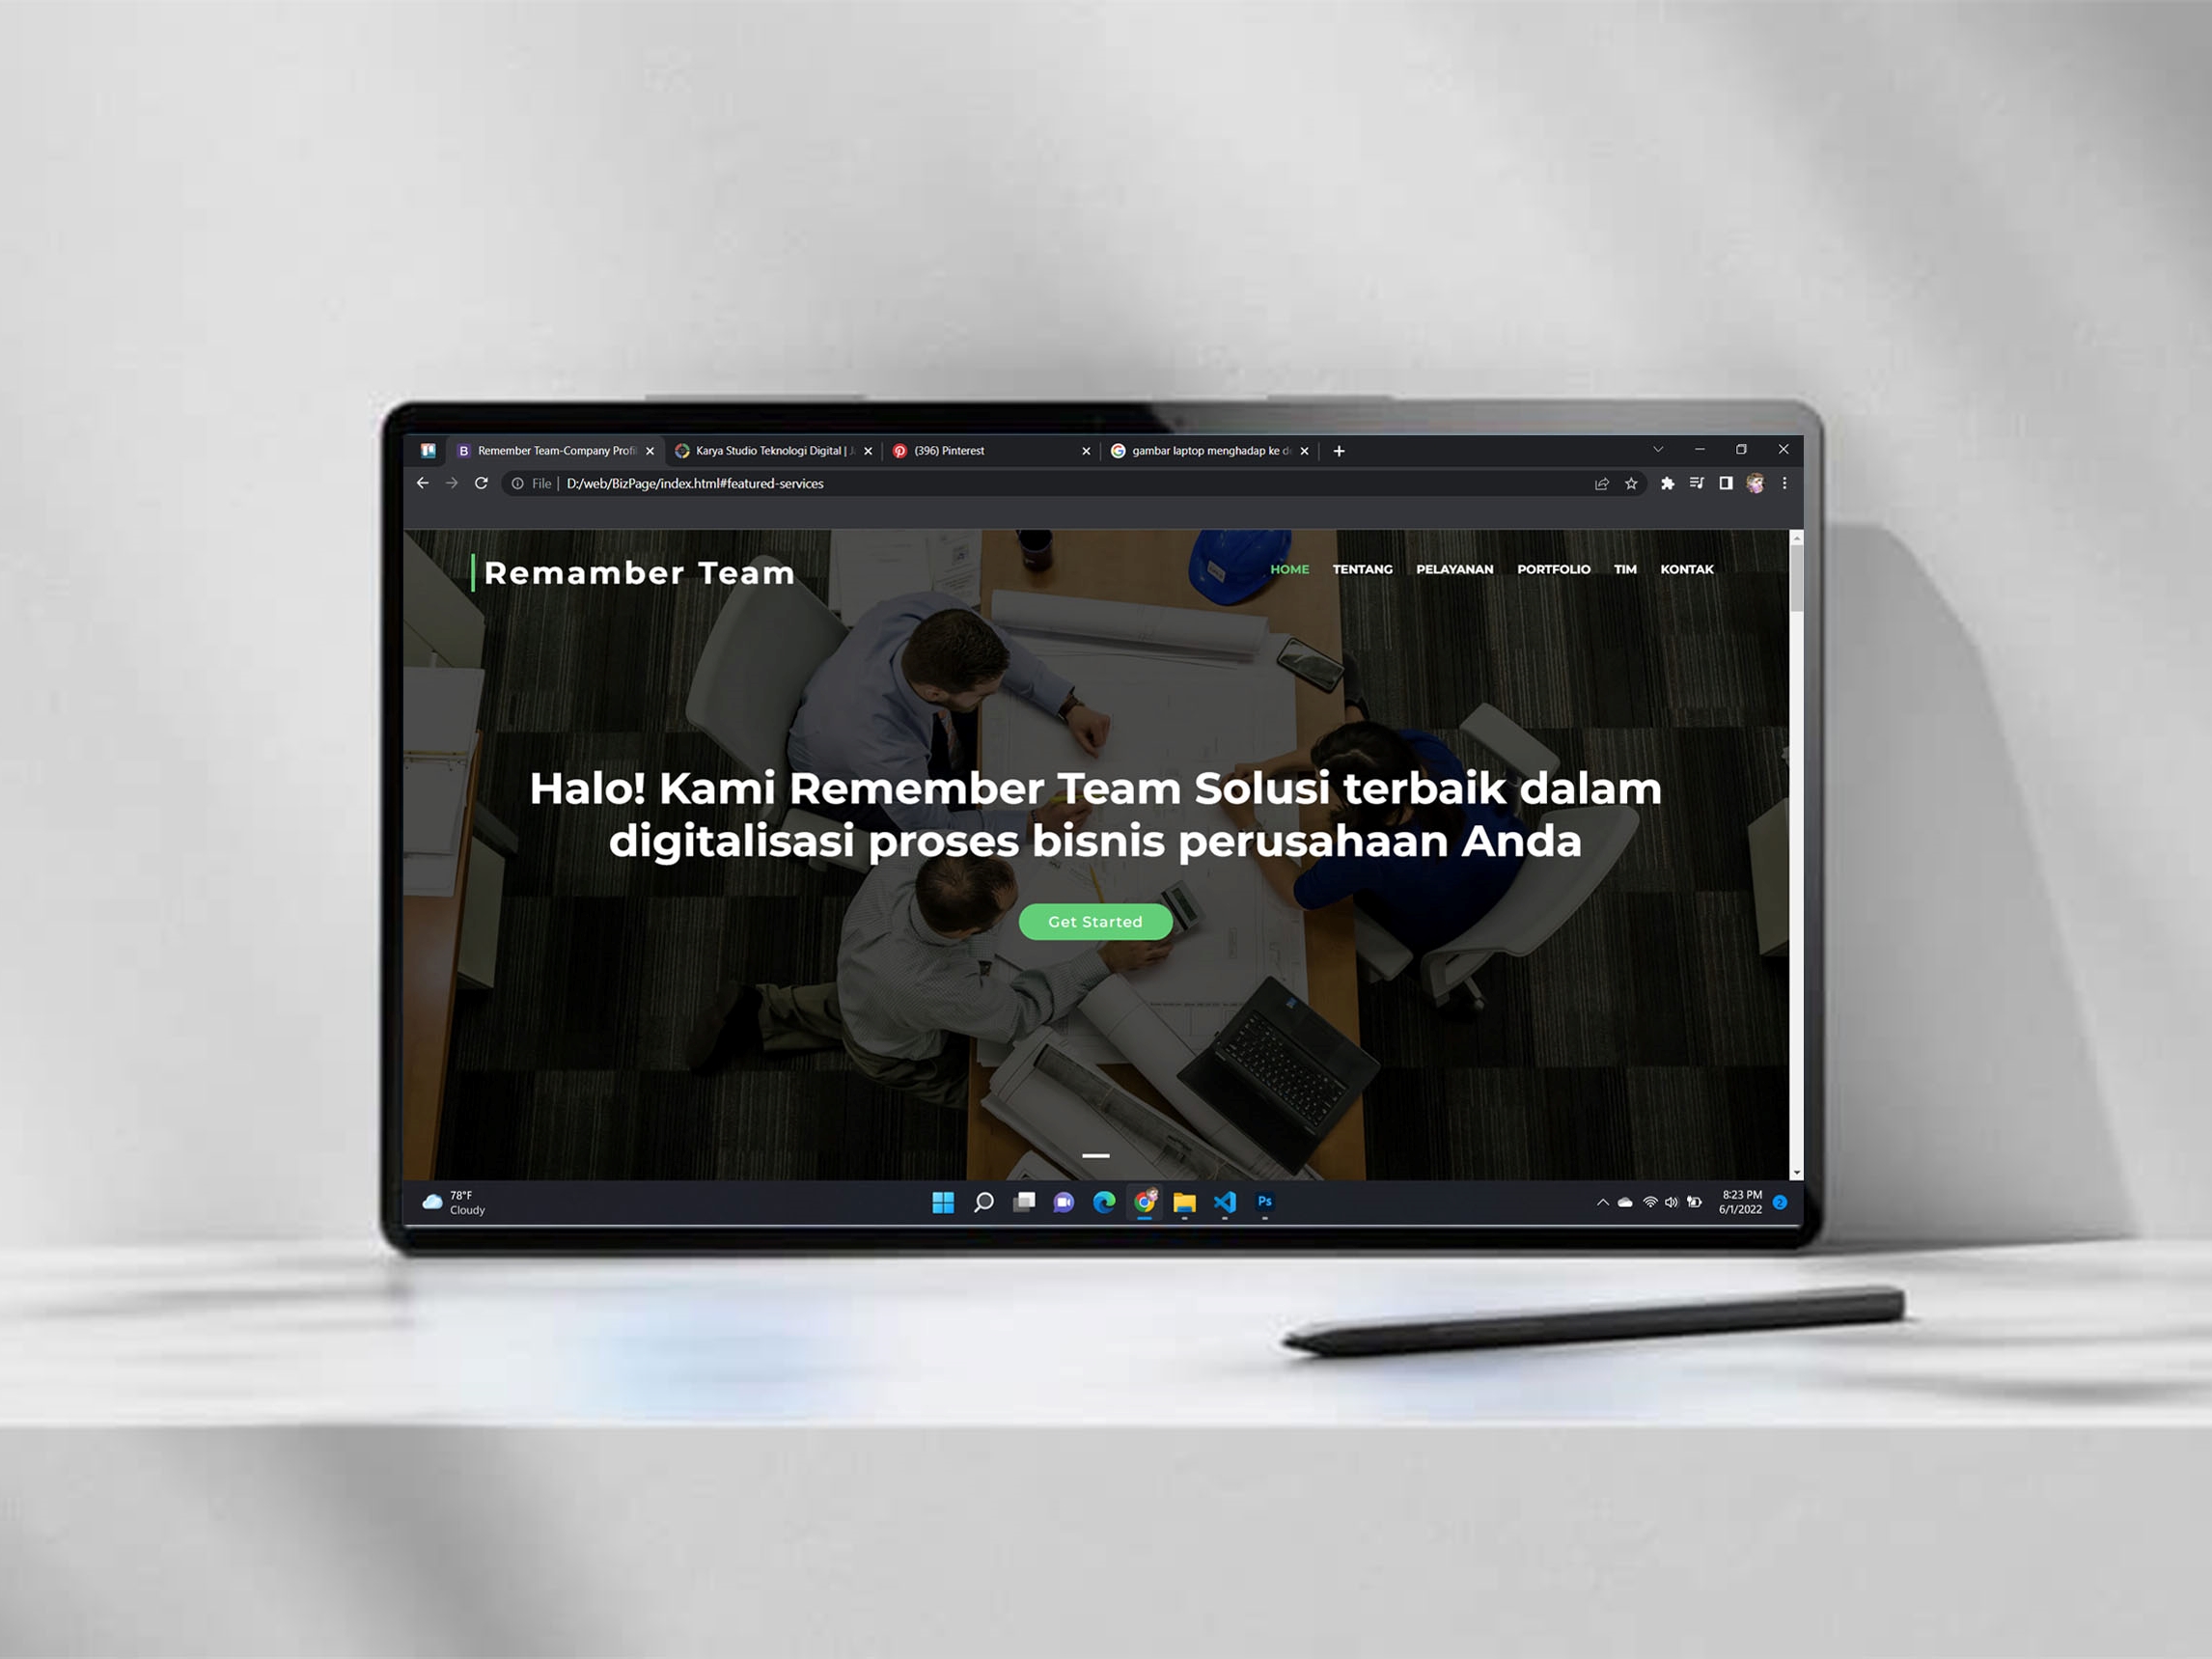 Remember Team-Company Profi
Karya Studio Teknologi Digital | J
(396) Pinterest
gambar laptop menghadap ke d
File | D:/web/BizPage/index.html#featured-services
Remamber Team
HOME TENTANG PELAYANAN PORTFOLIO TIM KONTAK
Halo! Kami Remember Team Solusi terbaik dalam
digitalisasi proses bisnis perusahaan Anda
Get Started
78°F
Cloudy
Ps
8:23 PM
6/1/2022
2